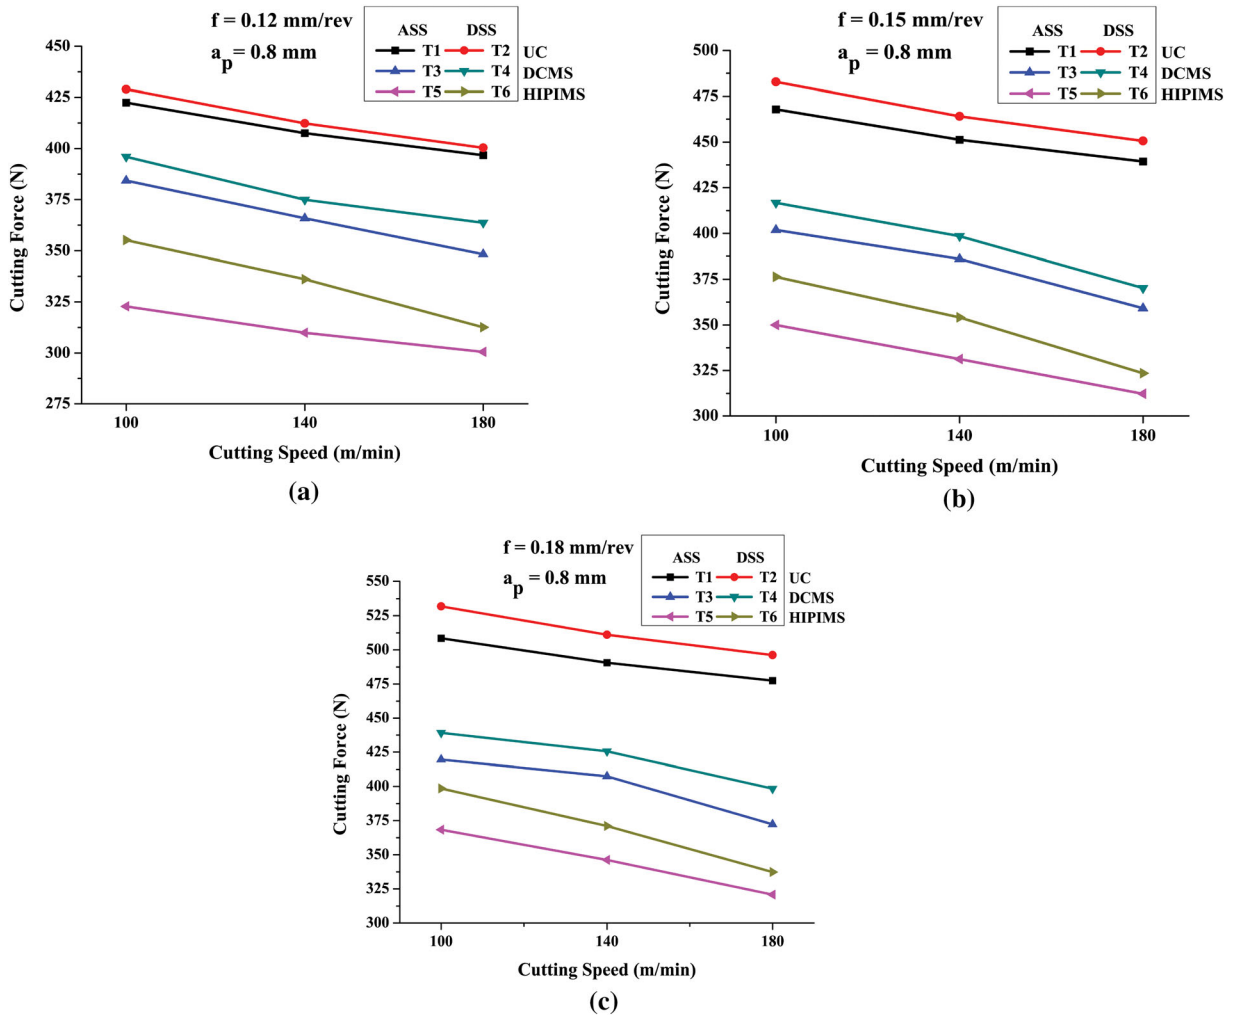 f = 0.12 mm/rev
a_p = 0.8 mm
ASS DSS
T1 T2 UC
T3 T4 DCMS
T5 T6 HIPIMS
450
425
400
375
350
325
300
275
Cutting Force (N)
100 140 180
Cutting Speed (m/min)
(a)
f = 0.15 mm/rev
a_p = 0.8 mm
ASS DSS
T1 T2 UC
T3 T4 DCMS
T5 T6 HIPIMS
500
475
450
425
400
375
350
325
300
Cutting Force (N)
100 140 180
Cutting Speed (m/min)
(b)
f = 0.18 mm/rev
a_p = 0.8 mm
ASS DSS
T1 T2 UC
T3 T4 DCMS
T5 T6 HIPIMS
550
525
500
475
450
425
400
375
350
325
300
Cutting Force (N)
100 140 180
Cutting Speed (m/min)
(c)